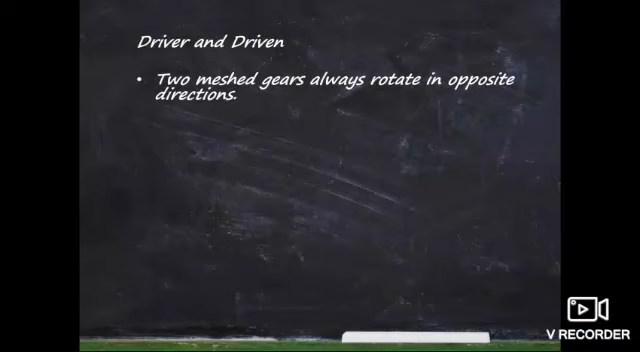 Driver and Driven
• Two meshed gears always rotate in opposite
directions.
V RECORDER